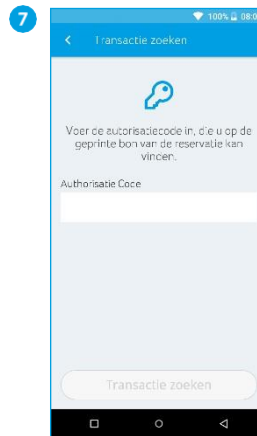 7
100% 08:0
Transactie zoeken
Voer de autorisatiecode in, die u op de
geprinte bon van de reservatie kan
vinden.
Authorisatie Code
Transactie zoeken